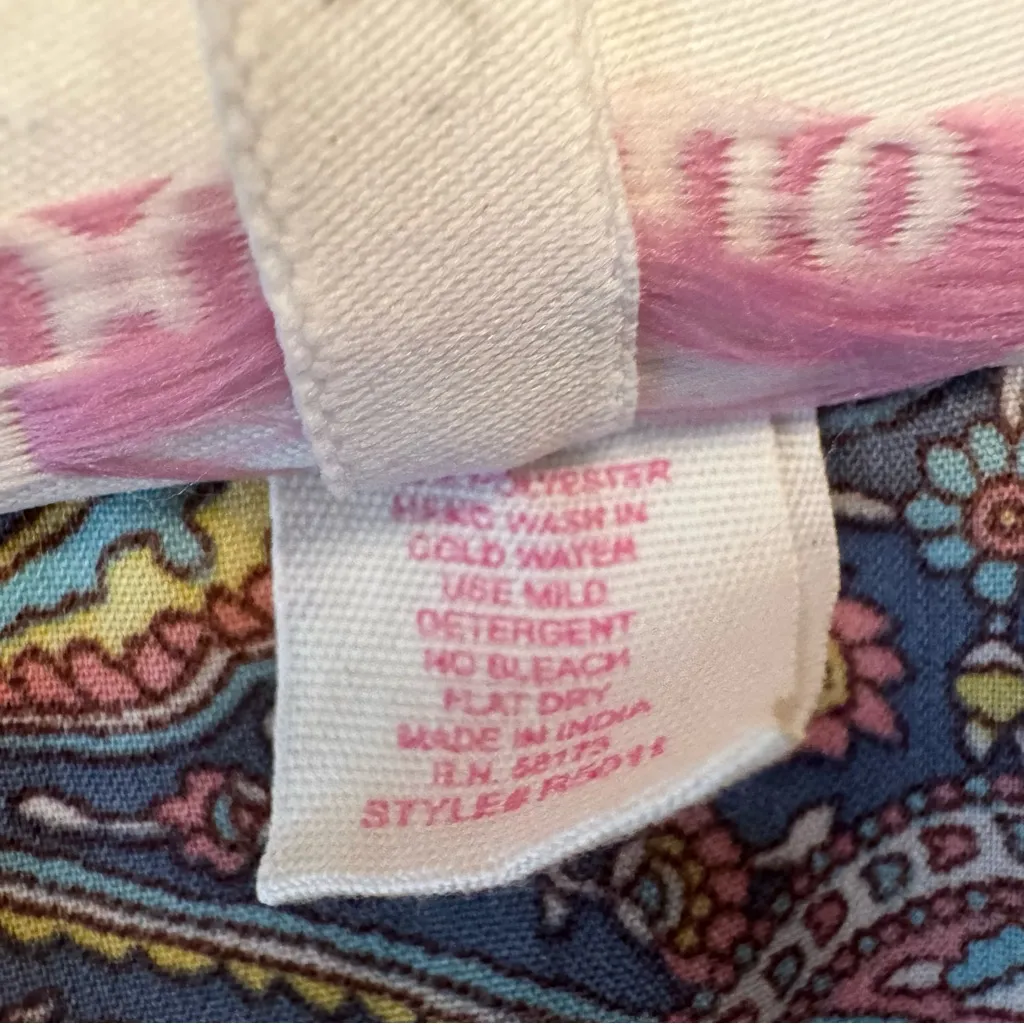 HO
POLYESTER
HAND WASH IN
COLD WATER
USE MILD
DETERGENT
NO BLEACH
FLAT DRY
MADE IN INDIA
R.N. 58175
STYLE# R5011